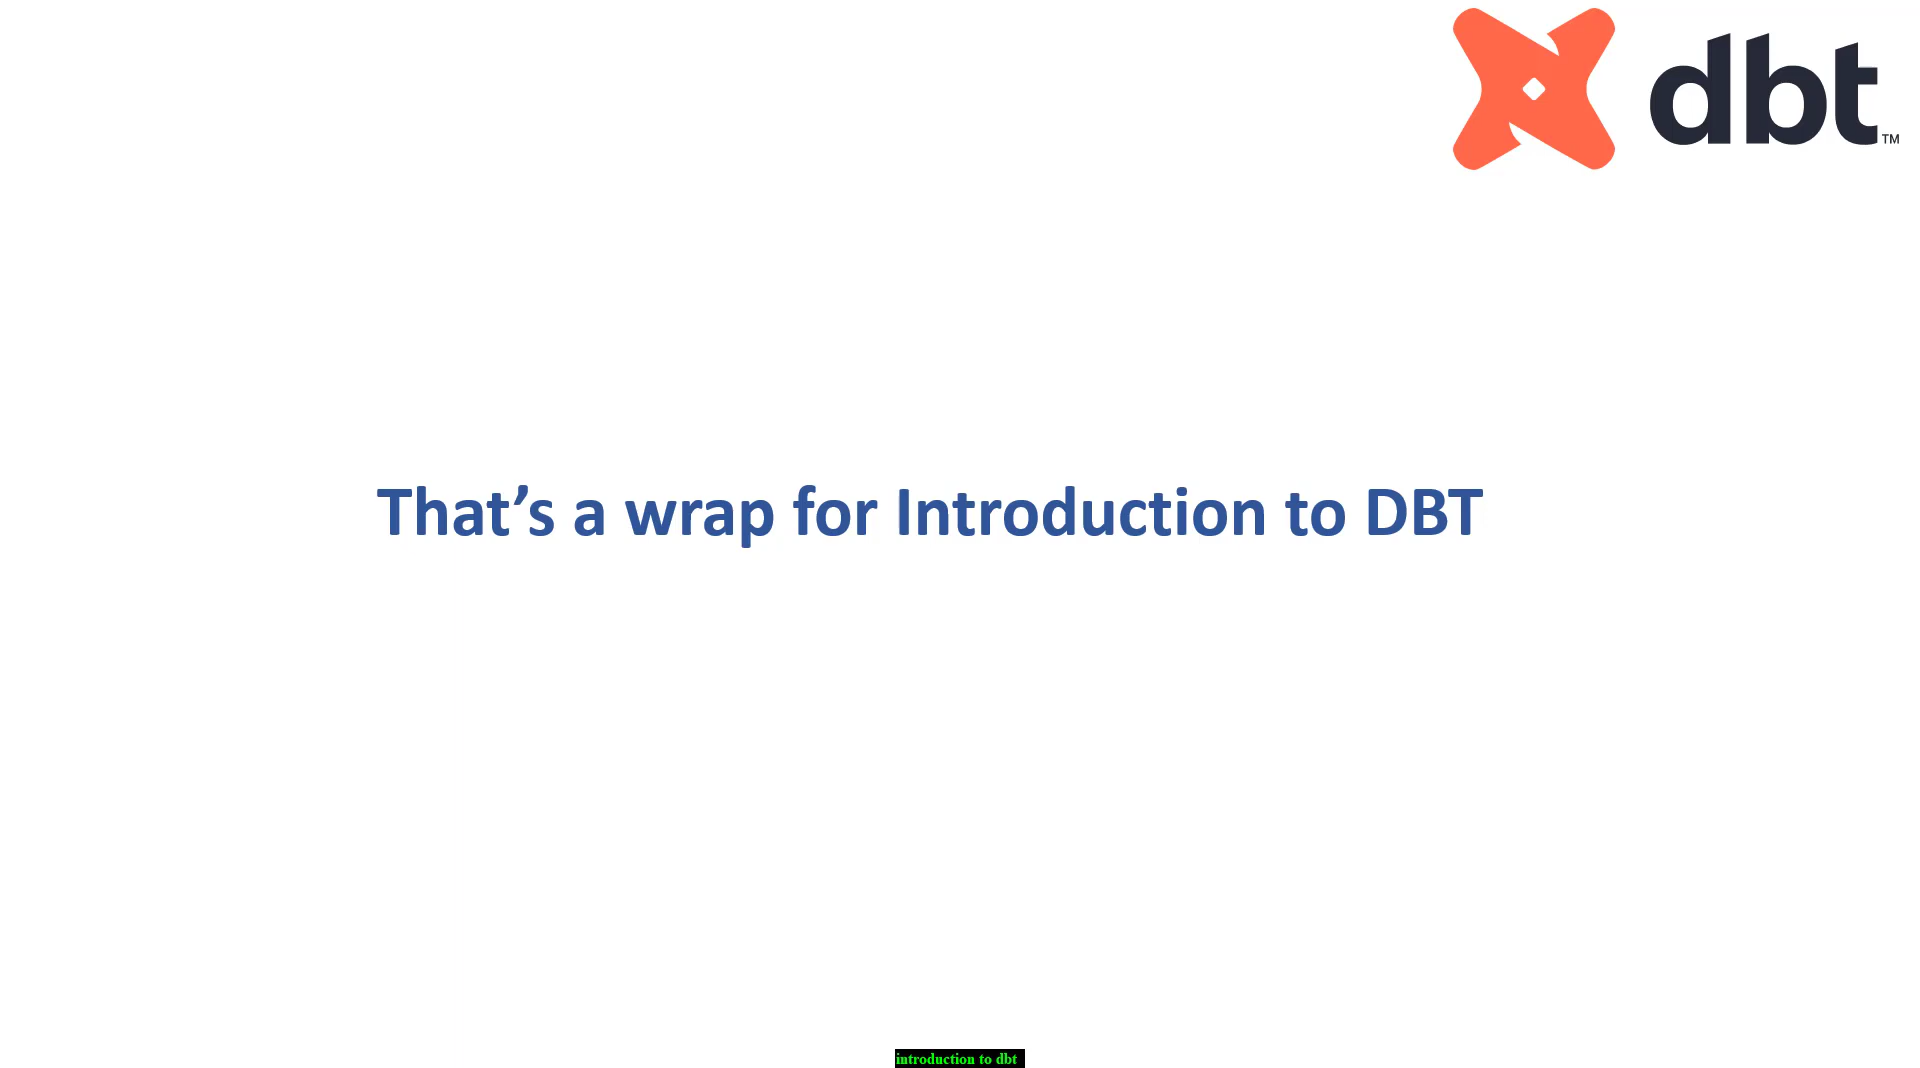 dbt™
That’s a wrap for Introduction to DBT
introduction to dbt